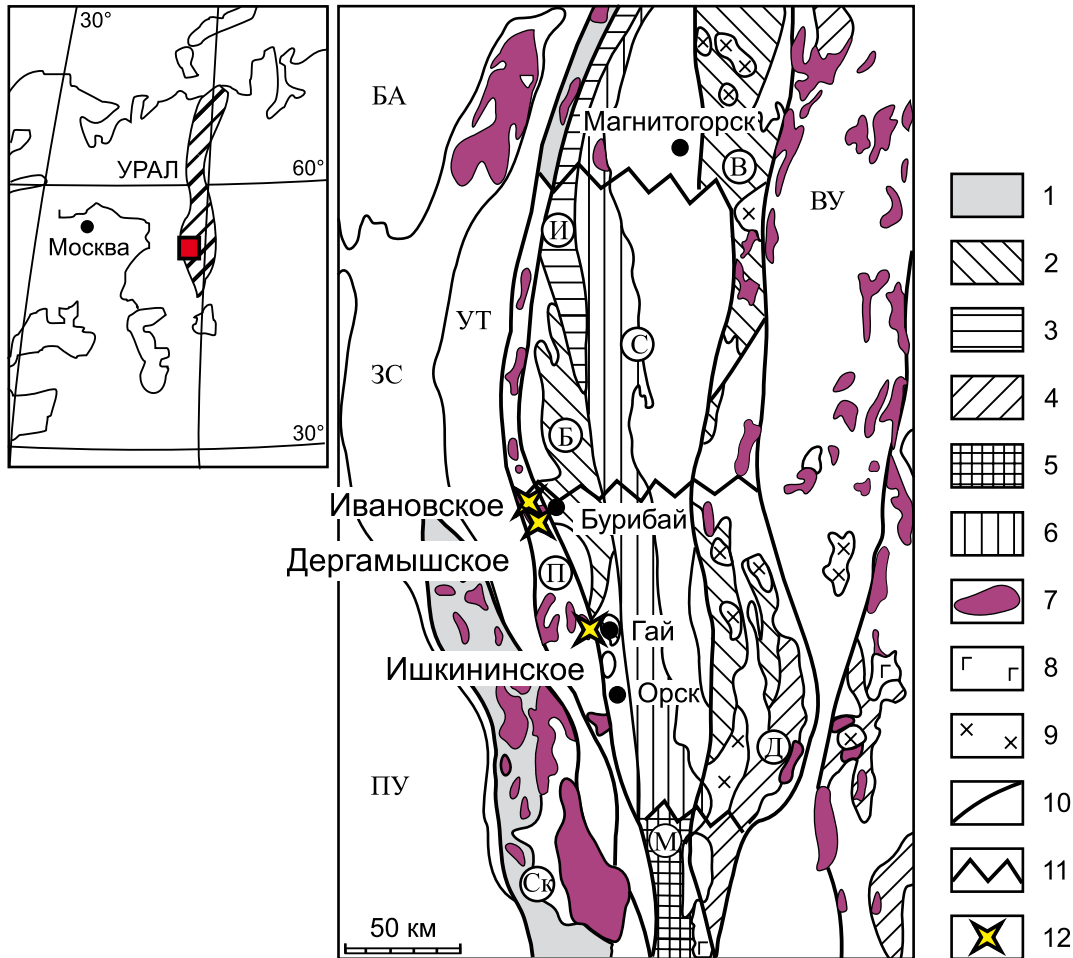 30°
60°
УРАЛ
Москва
30°
БА
Магнитогорск
В
ВУ
И
УТ
С
ЗС
Б
Ивановское
Бурибай
Дергамышское
П
Гай
Ишкининское
Орск
Д
ПУ
М
Ск
50 км
Г
Г
1
2
3
4
5
6
7
Г Г
8
9
10
11
12